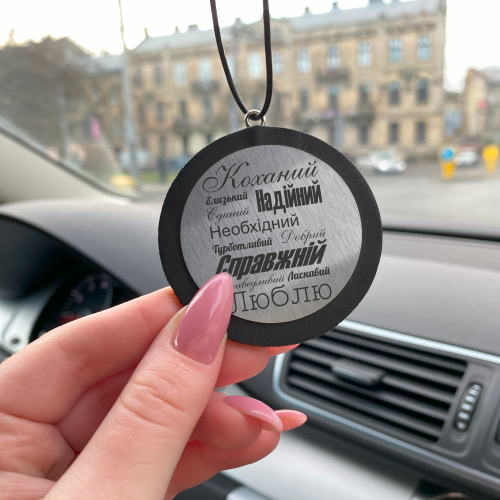 Коханий
близький Надійний
Єдиний
Необхідний
Турботливий Добрий
Справжній
Ласкавий
Люблю